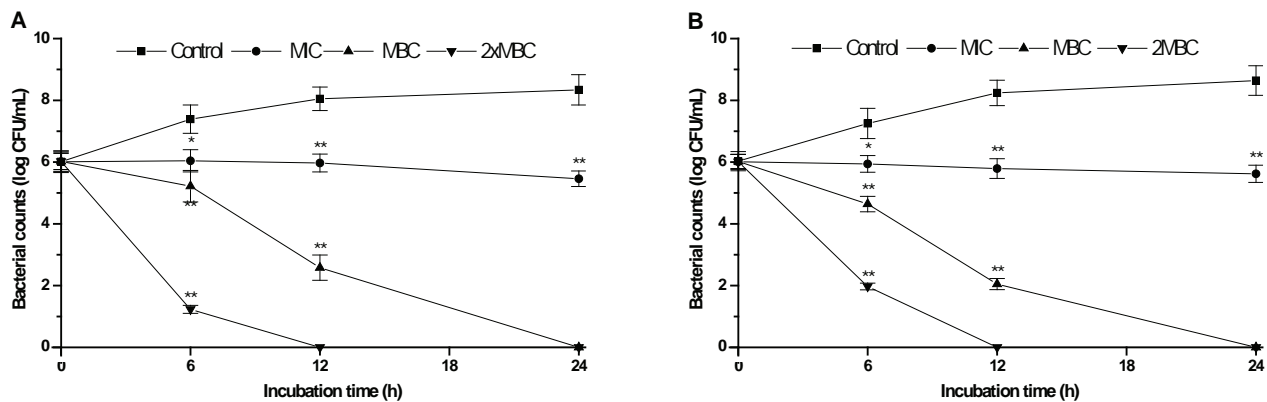 A
Control MIC MBC 2xMBC
Bacterial counts (log CFU/mL)
10
8
6
4
2
0
* ** **
** **
**
0 6 12 18 24
Incubation time (h)
B
Control MIC MBC 2MBC
Bacterial counts (log CFU/mL)
10
8
6
4
2
0
* ** **
** **
**
0 6 12 18 24
Incubation time (h)